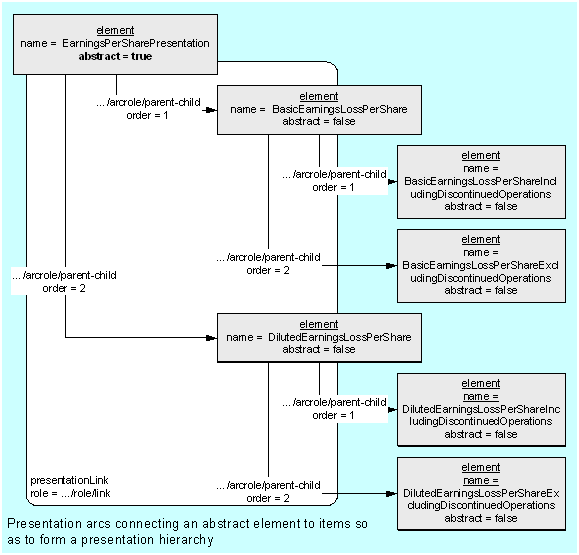 element
name = EarningsPerSharePresentation
abstract = true
.../arcrole/parent-child
order = 1
element
name = BasicEarningsLossPerShare
abstract = false
.../arcrole/parent-child
order = 1
element
name =
BasicEarningsLossPerShareIncl
udingDiscontinuedOperations
abstract = false
.../arcrole/parent-child
order = 2
element
name =
BasicEarningsLossPerShareExcl
udingDiscontinuedOperations
abstract = false
.../arcrole/parent-child
order = 2
element
name = DilutedEarningsLossPerShare
abstract = false
.../arcrole/parent-child
order = 1
element
name =
DilutedEarningsLossPerShareInc
ludingDiscontinuedOperations
abstract = false
.../arcrole/parent-child
order = 2
element
name =
DilutedEarningsLossPerShareEx
cludingDiscontinuedOperations
abstract = false
presentationLink
role = .../role/link
Presentation arcs connecting an abstract element to items so
as to form a presentation hierarchy